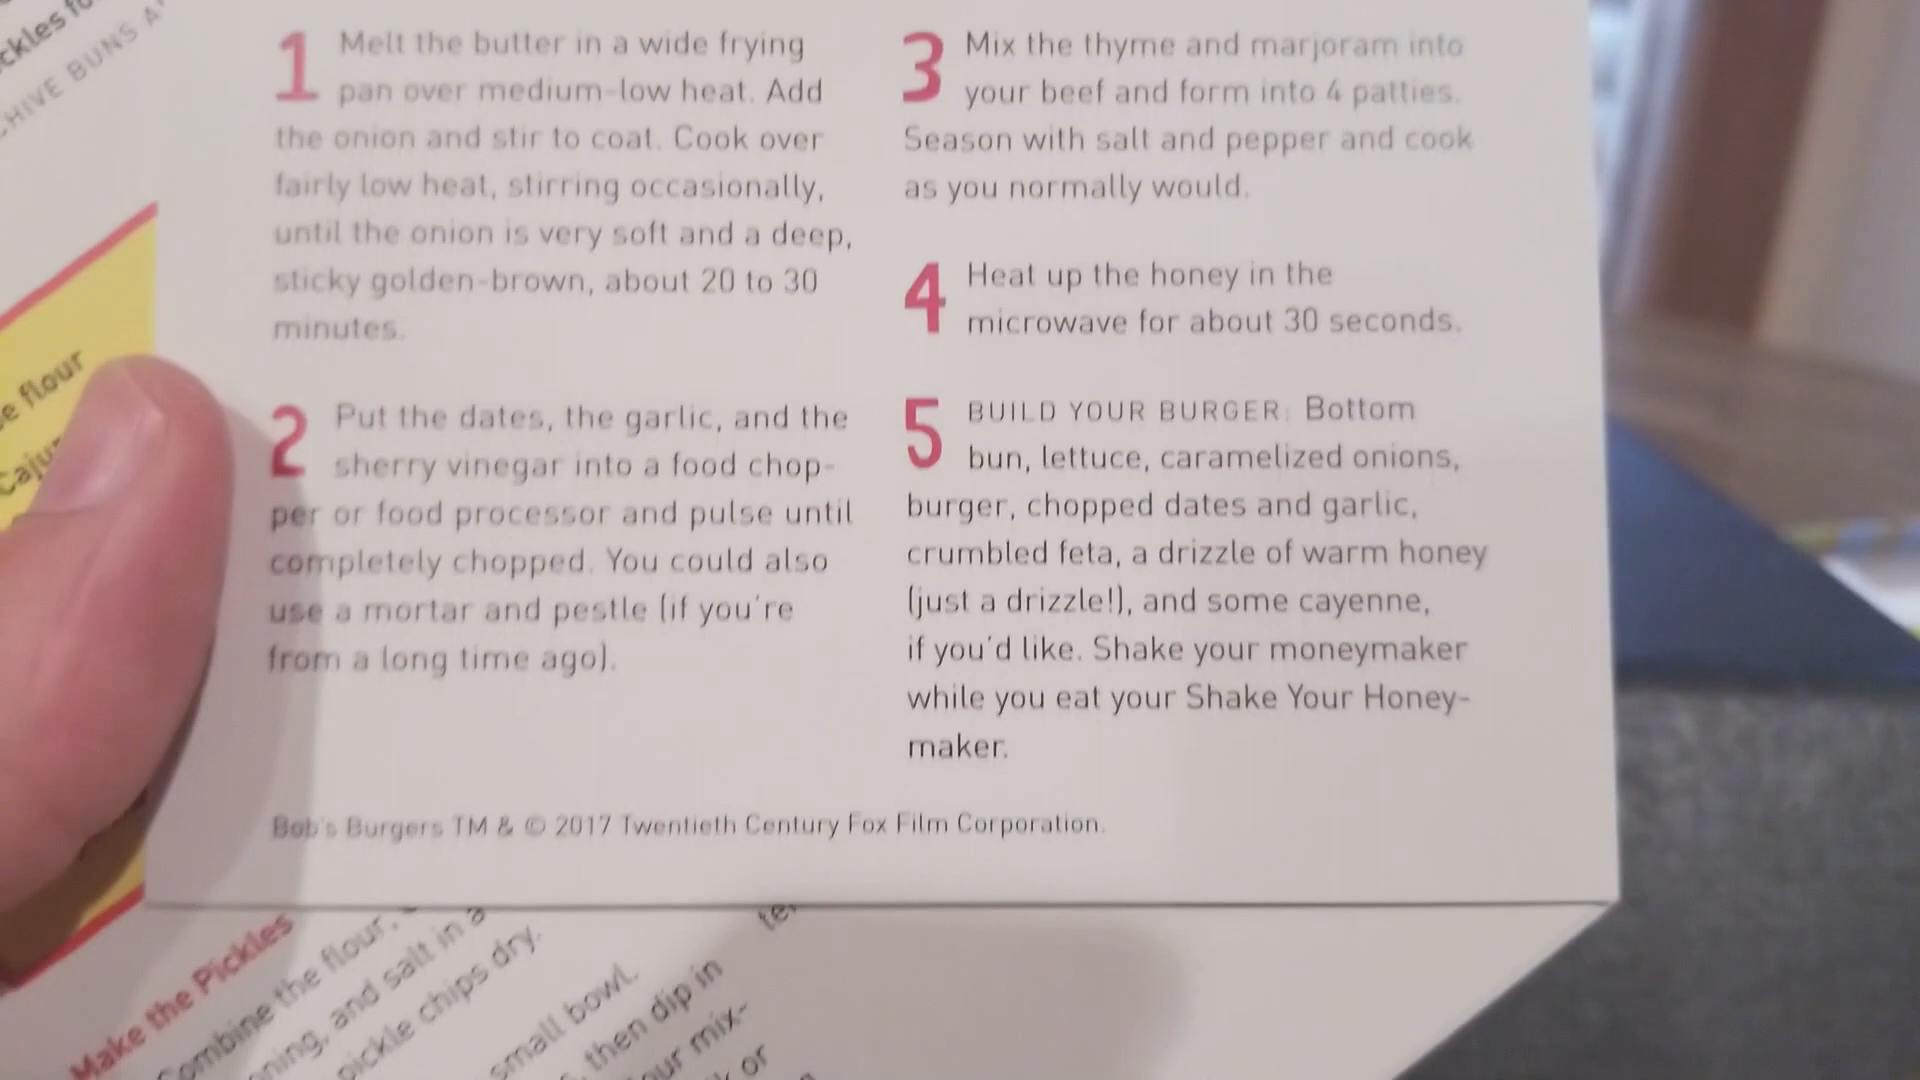 ckles fo
CHIVE BUNS A
e flour
Caju
1 Melt the butter in a wide frying
pan over medium-low heat. Add
the onion and stir to coat. Cook over
fairly low heat, stirring occasionally,
until the onion is very soft and a deep,
sticky golden-brown, about 20 to 30
minutes.
2 Put the dates, the garlic, and the
sherry vinegar into a food chop-
per or food processor and pulse until
completely chopped. You could also
use a mortar and pestle (if you're
from a long time ago).
3 Mix the thyme and marjoram into
your beef and form into 4 patties.
Season with salt and pepper and cook
as you normally would.
4 Heat up the honey in the
microwave for about 30 seconds.
5 BUILD YOUR BURGER: Bottom
bun, lettuce, caramelized onions,
burger, chopped dates and garlic,
crumbled feta, a drizzle of warm honey
(just a drizzle!), and some cayenne,
if you'd like. Shake your moneymaker
while you eat your Shake Your Honey-
maker.
Bob's Burgers TM & © 2017 Twentieth Century Fox Film Corporation.
Make the Pickles
Combine the flour,
ning, and salt in a
pickle chips dry.
small bowl.
, then dip in
our mix-
or